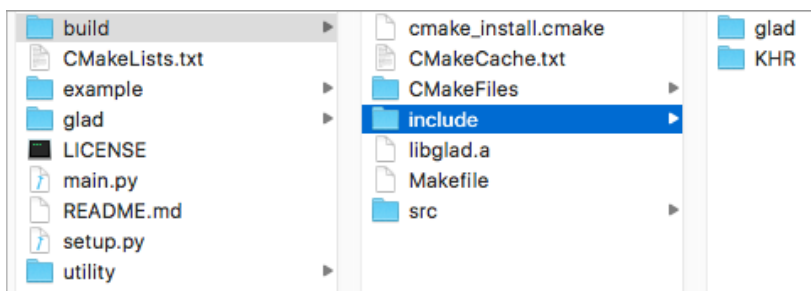 build
CMakeLists.txt
example
glad
LICENSE
main.py
README.md
setup.py
utility
cmake_install.cmake
CMakeCache.txt
CMakeFiles
include
libglad.a
Makefile
src
glad
KHR